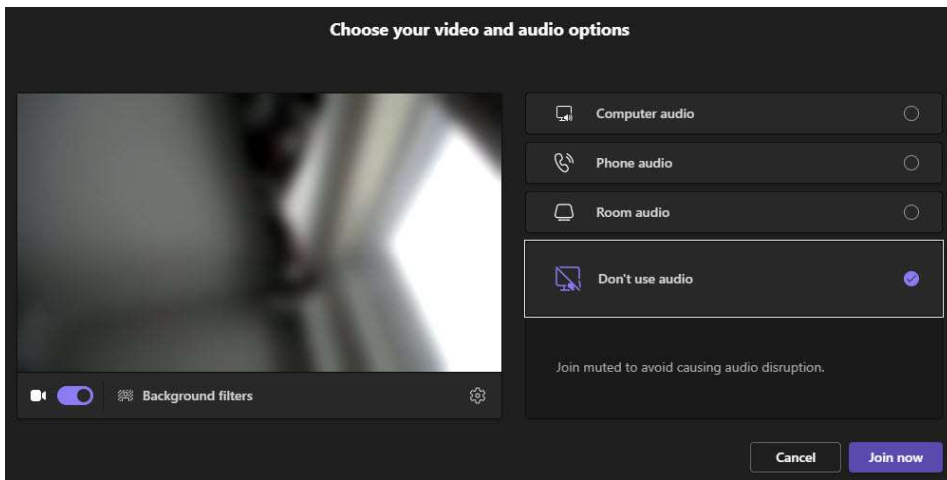 Choose your video and audio options
Computer audio
Phone audio
Room audio
Don't use audio
Join muted to avoid causing audio disruption.
Background filters
Cancel
Join now